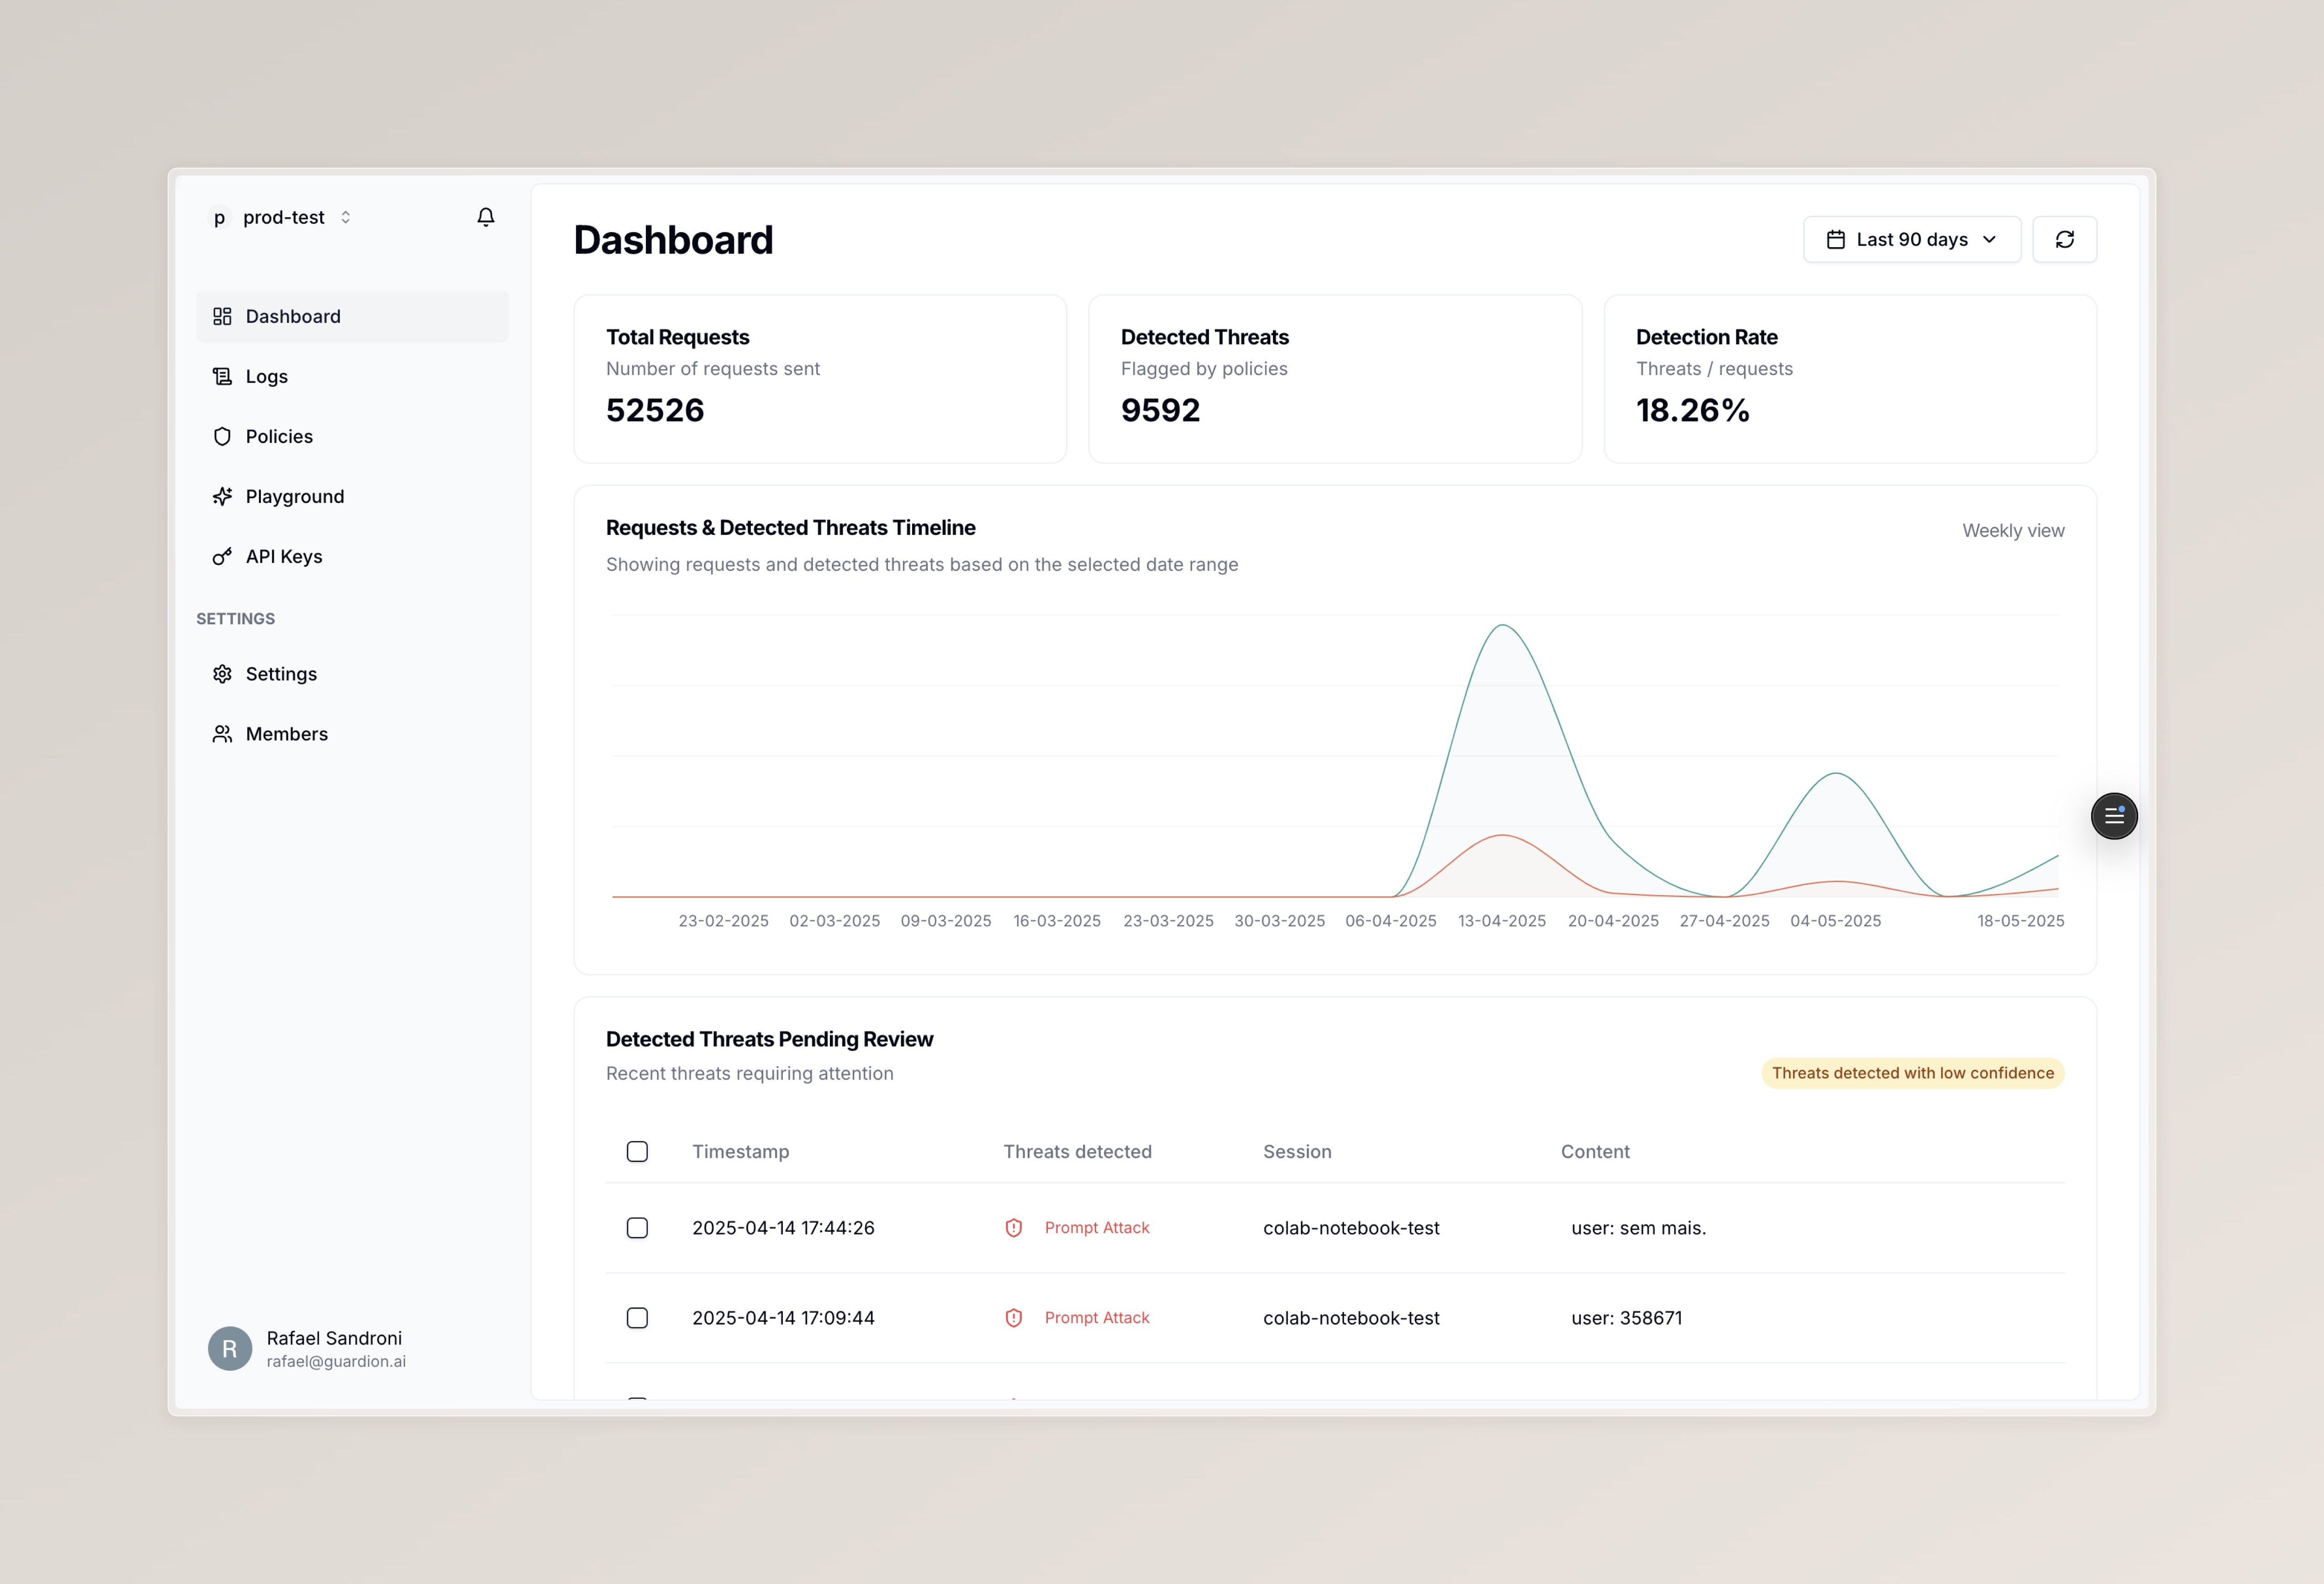 p prod-test
Dashboard
Logs
Policies
Playground
API Keys
SETTINGS
Settings
Members
R
Rafael Sandroni
rafael@guardion.ai
Dashboard
Last 90 days
Total Requests
Number of requests sent
52526
Detected Threats
Flagged by policies
9592
Detection Rate
Threats / requests
18.26%
Requests & Detected Threats Timeline
Weekly view
Showing requests and detected threats based on the selected date range
23-02-2025 02-03-2025 09-03-2025 16-03-2025 23-03-2025 30-03-2025 06-04-2025 13-04-2025 20-04-2025 27-04-2025 04-05-2025 18-05-2025
Detected Threats Pending Review
Recent threats requiring attention
Threats detected with low confidence
Timestamp Threats detected Session Content
2025-04-14 17:44:26 Prompt Attack colab-notebook-test user: sem mais.
2025-04-14 17:09:44 Prompt Attack colab-notebook-test user: 358671